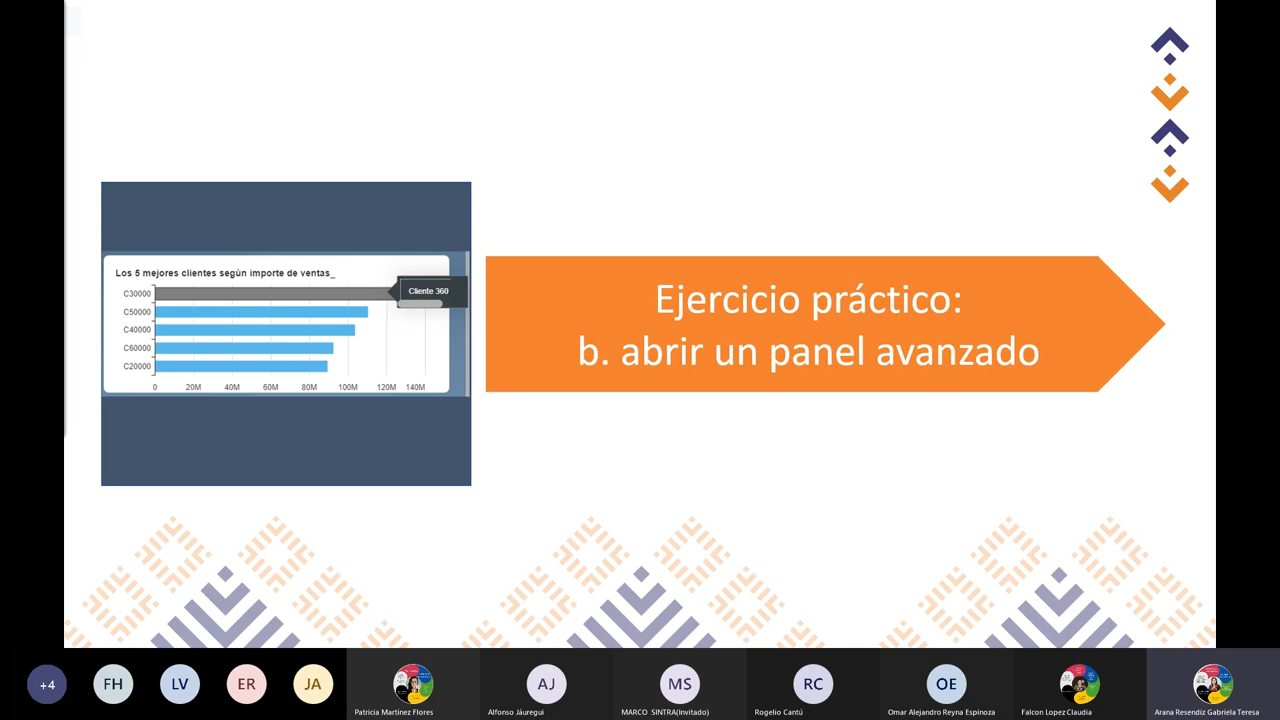 Los 5 mejores clientes según importe de ventas_
C30000
Cliente 360
C50000
C40000
C60000
C20000
0 20M 40M 60M 80M 100M 120M 140M
Ejercicio práctico:
b. abrir un panel avanzado
+4 FH LV ER JA AJ MS RC OE
Patricia Martínez Flores
Alfonso Jáuregui
MARCO SINTRA(Invitado)
Rogelio Cantú
Omar Alejandro Reyna Espinoza
Falcon Lopez Claudia
Arana Resendiz Gabriela Teresa